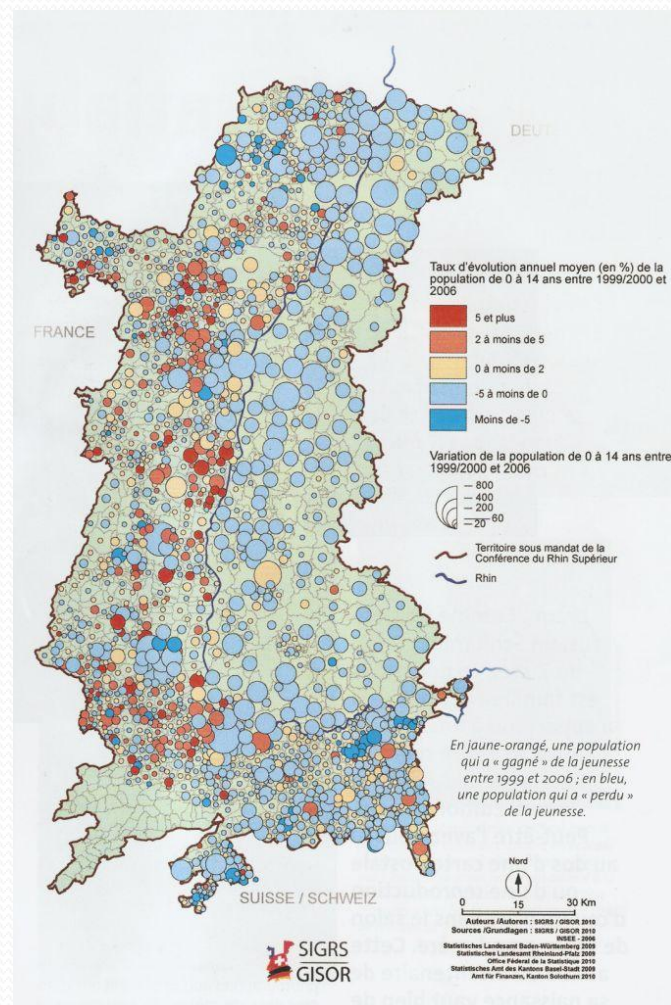 DEUT
FRANCE
Taux d'évolution annuel moyen (en %) de la
population de 0 à 14 ans entre 1999/2000 et
2006
5 et plus
2 à moins de 5
0 à moins de 2
-5 à moins de 0
Moins de -5
Variation de la population de 0 à 14 ans entre
1999/2000 et 2006
800
400
200
60
20
Territoire sous mandat de la
Conférence du Rhin Supérieur
Rhin
En jaune-orangé, une population
qui a « gagné » de la jeunesse
entre 1999 et 2006 ; en bleu,
une population qui a « perdu »
de la jeunesse.
Nord
0 15 30 Km
SUISSE / SCHWEIZ
Auteurs /Autoren : SIGRS / GISOR 2010
Sources /Grundlagen : SIGRS / GISOR 2010
INSEE - 2006
Statistisches Landesamt Baden-Württemberg 2009
Statistisches Landesamt Rheinland-Pfalz 2009
Office Fédéral de la Statistique 2010
Statistisches Amt des Kantons Basel-Stadt 2009
Amt für Finanzen, Kanton Solothurn 2010
SIGRS
GISOR